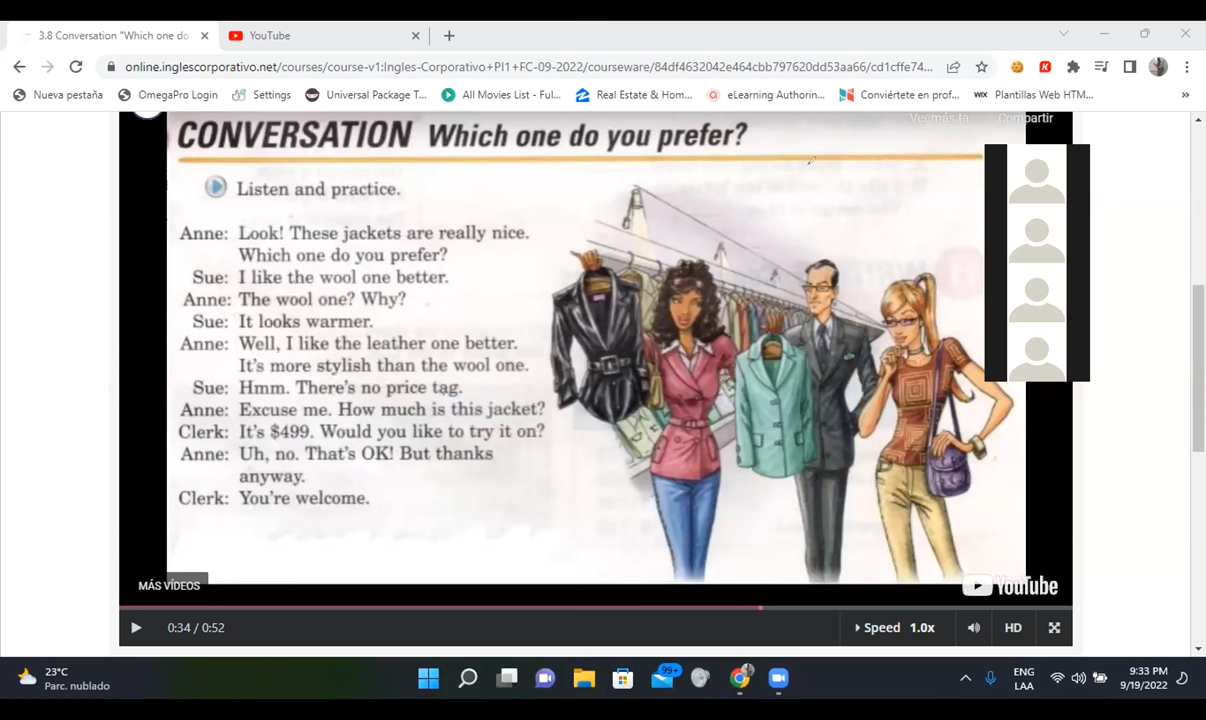 3.8 Conversation "Which one do
YouTube
online.inglescorporativo.net/courses/course-v1:Ingles-Corporativo+PI1+FC-09-2022/courseware/84df4632042e464cbb797620dd53aa66/cd1cffe74...
Nueva pestaña
OmegaPro Login
Settings
Universal Package T...
All Movies List - Ful...
Real Estate & Hom...
eLearning Authorin...
Conviértete en prof...
WIX Plantillas Web HTM...
»
CONVERSATION Which one do you prefer?
Ver más ta
Compartir
Listen and practice.
Anne: Look! These jackets are really nice.
Which one do you prefer?
Sue: I like the wool one better.
Anne: The wool one? Why?
Sue: It looks warmer.
Anne: Well, I like the leather one better.
It's more stylish than the wool one.
Sue: Hmm. There's no price tag.
Anne: Excuse me. How much is this jacket?
Clerk: It's $499. Would you like to try it on?
Anne: Uh, no. That's OK! But thanks
anyway.
Clerk: You're welcome.
MÁS VÍDEOS
YouTube
0:34 / 0:52
Speed 1.0x
HD
23°C
Parc. nublado
99+
ENG
LAA
9:33 PM
9/19/2022